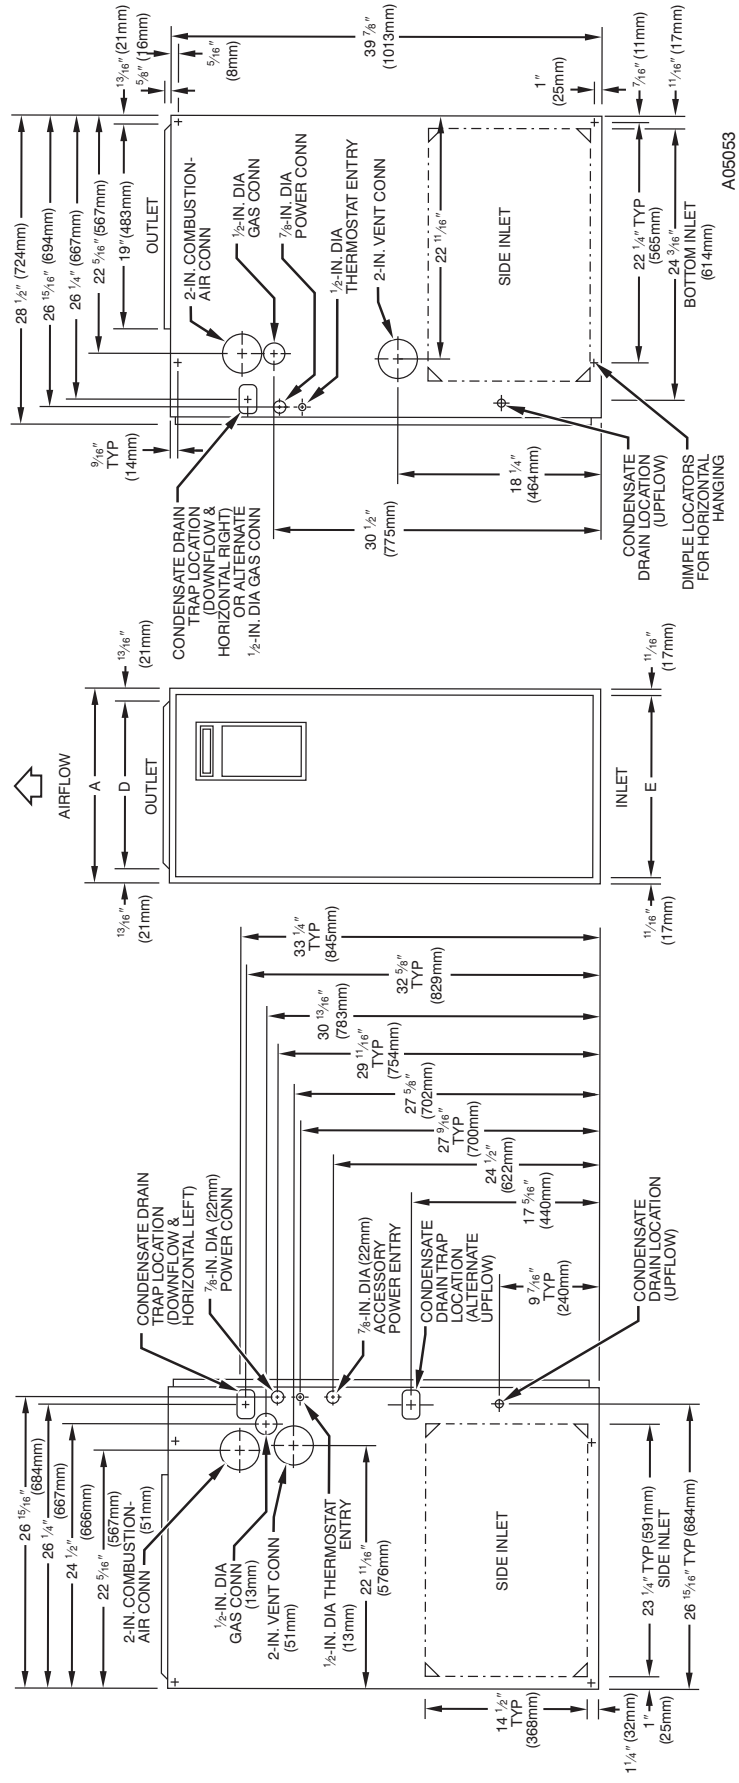 26 15⁄16″
(684mm)
26 1⁄4″
(667mm)
24 1⁄2″
(666mm)
22 5⁄16″
(567mm)
2-IN. COMBUSTION-
AIR CONN
(51mm)
1⁄2-IN. DIA
GAS CONN
(13mm)
2-IN. VENT CONN
(51mm)
1⁄2-IN. DIA THERMOSTAT
ENTRY
(13mm)
22 11⁄16″
(576mm)
SIDE INLET
14 1⁄2″
TYP
(368mm)
1 1⁄4″ (32mm)
1″
(25mm)
23 1⁄4″ TYP (591mm)
SIDE INLET
26 15⁄16″ TYP (684mm)
CONDENSATE DRAIN
TRAP LOCATION
(DOWNFLOW &
HORIZONTAL LEFT)
7⁄8-IN. DIA (22mm)
POWER CONN
7⁄8-IN. DIA (22mm)
ACCESSORY
POWER ENTRY
CONDENSATE
DRAIN TRAP
LOCATION
(ALTERNATE
UPFLOW)
CONDENSATE
DRAIN LOCATION
(UPFLOW)
33 1⁄4″
TYP
(845mm)
32 5⁄8″
TYP
(829mm)
30 13⁄16″
(783mm)
29 11⁄16″
TYP
(754mm)
27 5⁄8″
(702mm)
27 9⁄16″
TYP
(700mm)
24 1⁄2″
(622mm)
17 5⁄16″
(440mm)
9 7⁄16″
TYP
(240mm)
AIRFLOW
A
D
OUTLET
13⁄16″
(21mm)
13⁄16″
(21mm)
INLET
E
11⁄16″
(17mm)
11⁄16″
(17mm)
28 1⁄2″ (724mm)
26 15⁄16″ (694mm)
26 1⁄4″ (667mm)
22 5⁄16″ (567mm)
19″ (483mm)
OUTLET
13⁄16″ (21mm)
5⁄8″ (16mm)
5⁄16″
(8mm)
9⁄16″
TYP
(14mm)
CONDENSATE DRAIN
TRAP LOCATION
(DOWNFLOW &
HORIZONTAL RIGHT)
OR ALTERNATE
1⁄2-IN. DIA GAS CONN
2-IN. COMBUSTION-
AIR CONN
1⁄2-IN. DIA
GAS CONN
7⁄8-IN. DIA
POWER CONN
1⁄2-IN. DIA
THERMOSTAT ENTRY
2-IN. VENT CONN
39 7⁄8″
(1013mm)
22 11⁄16″
SIDE INLET
30 1⁄2″
(775mm)
18 1⁄4″
(464mm)
CONDENSATE
DRAIN LOCATION
(UPFLOW)
DIMPLE LOCATORS
FOR HORIZONTAL
HANGING
1″
(25mm)
7⁄16″ (11mm)
11⁄16″ (17mm)
22 1⁄4″ TYP
(565mm)
24 3⁄16″
BOTTOM INLET
(614mm)
A05053